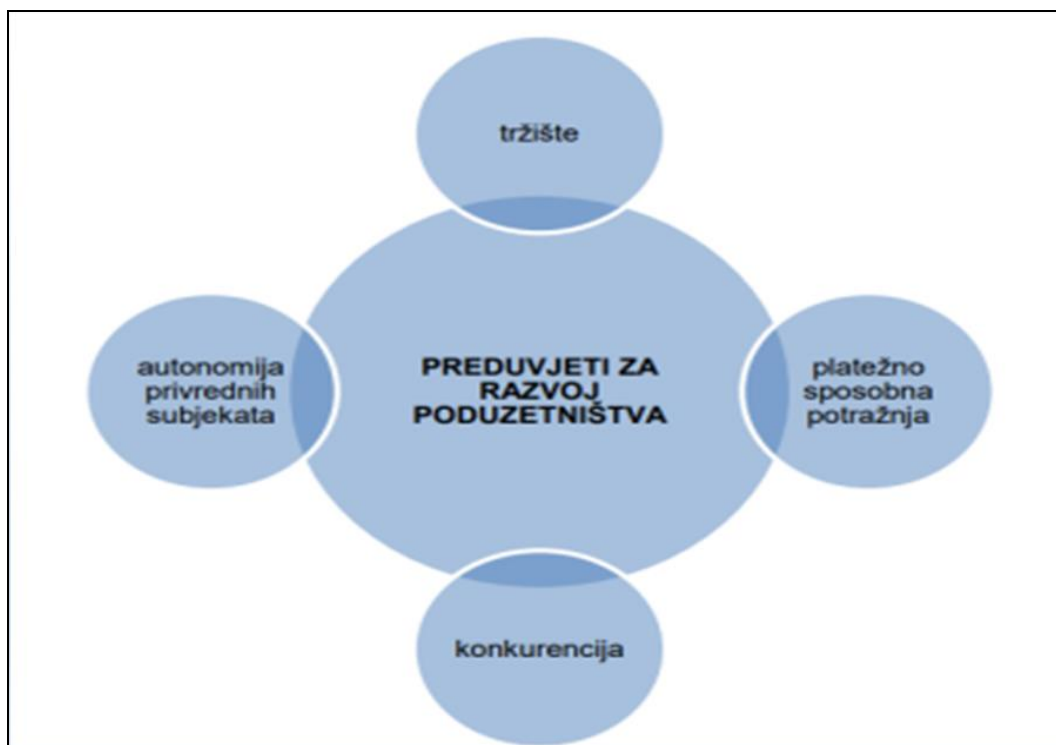 tržište
autonomija
privrednih
subjekata
PREDUVJETI ZA
RAZVOJ
PODUZETNIŠTVA
platežno
sposobna
potražnja
konkurencija